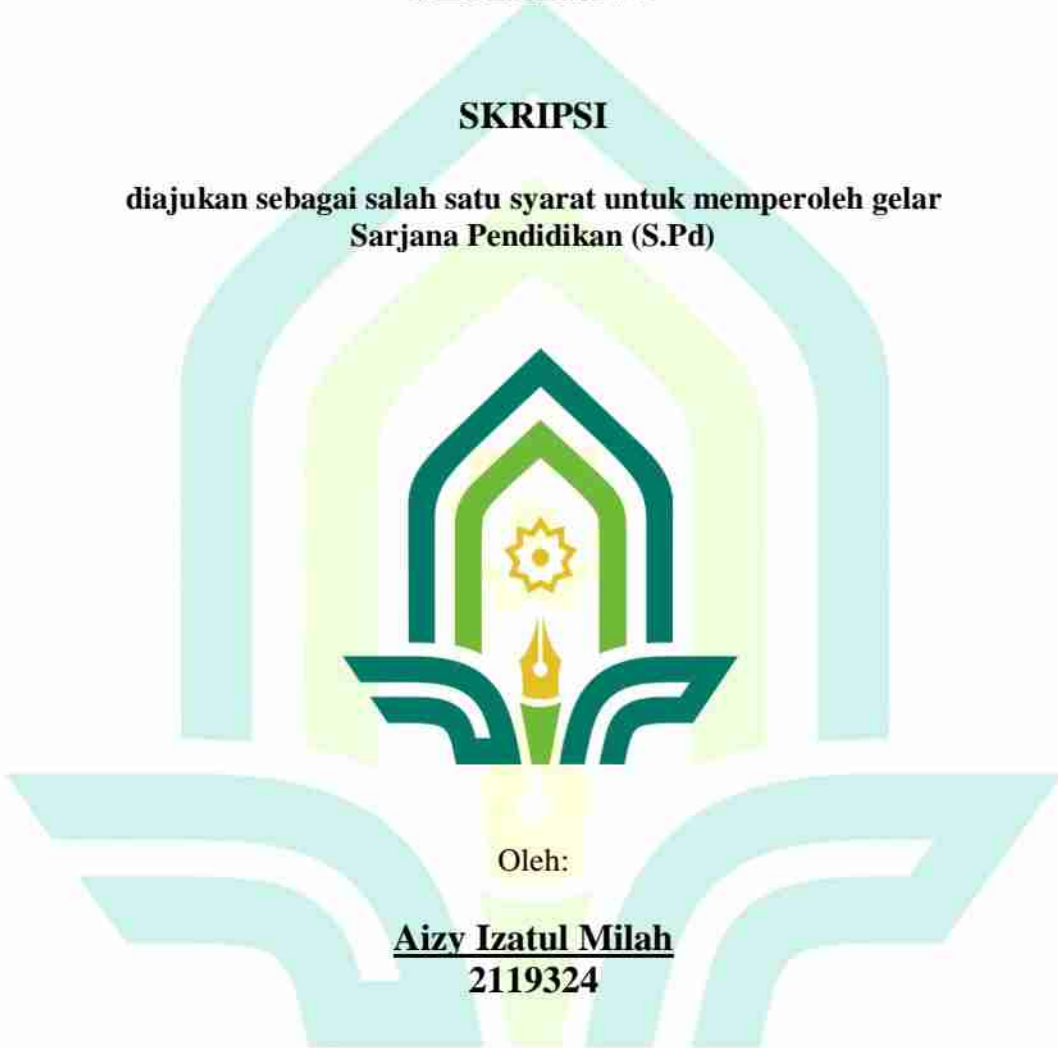 SKRIPSI
diajukan sebagai salah satu syarat untuk memperoleh gelar
Sarjana Pendidikan (S.Pd)
Oleh:
Aizy Izatul Milah
2119324